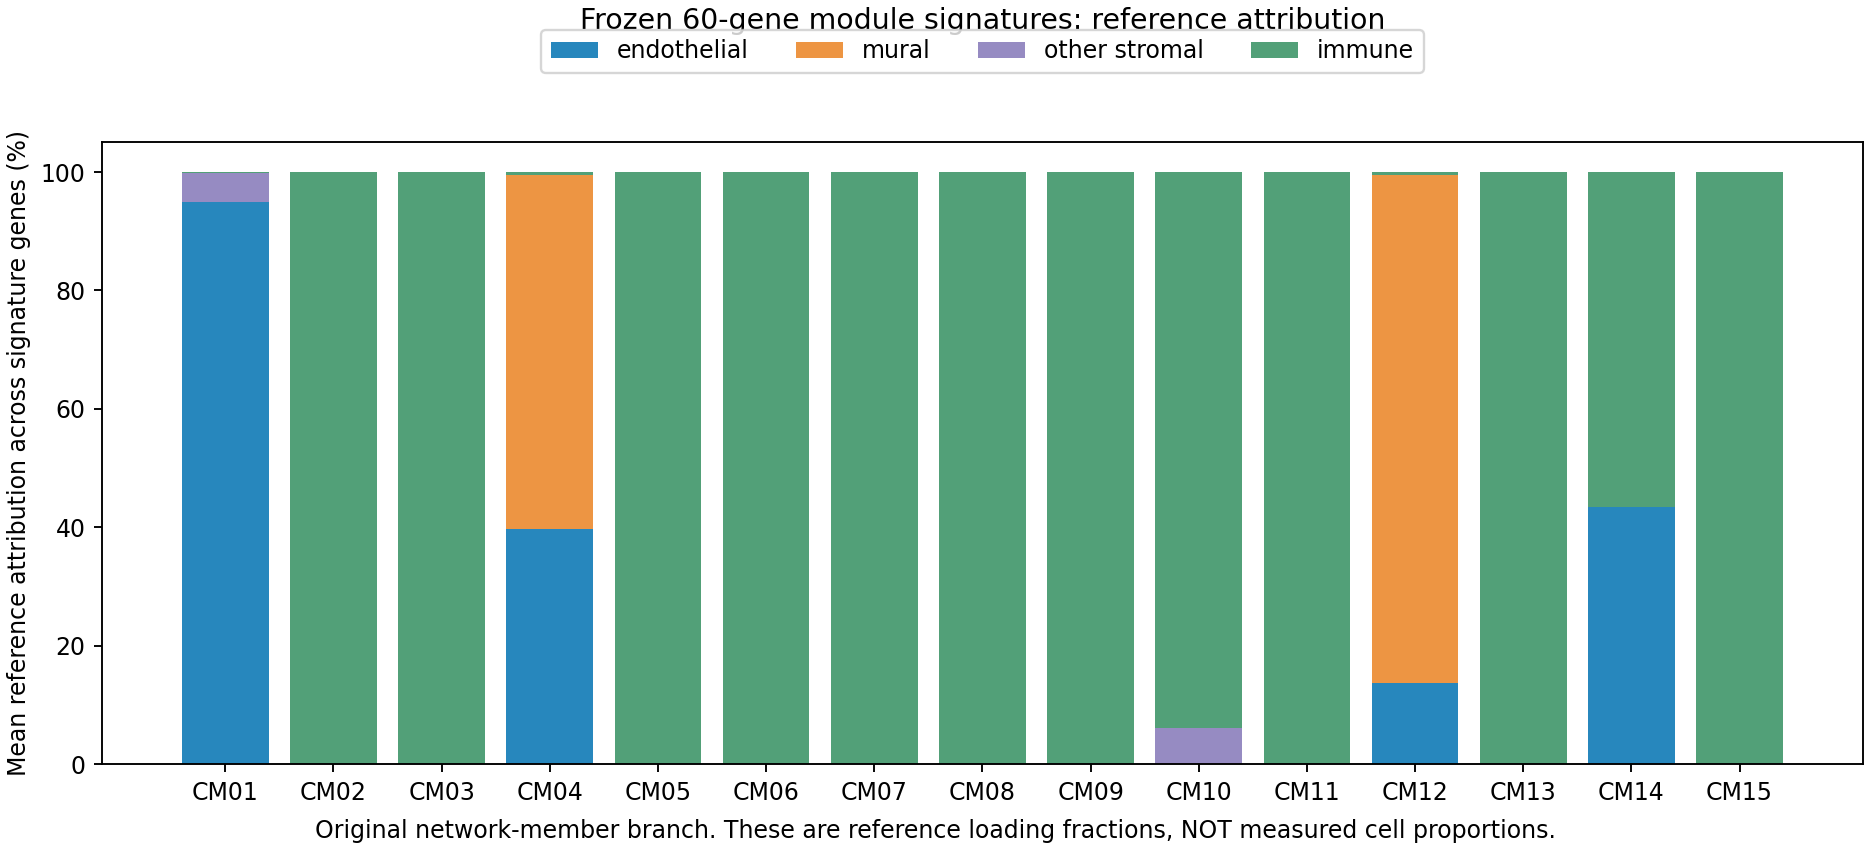 Frozen 60-gene module signatures: reference attribution
endothelial mural other stromal immune
Mean reference attribution across signature genes (%)
100
80
60
40
20
0
CM01 CM02 CM03 CM04 CM05 CM06 CM07 CM08 CM09 CM10 CM11 CM12 CM13 CM14 CM15
Original network-member branch. These are reference loading fractions, NOT measured cell proportions.